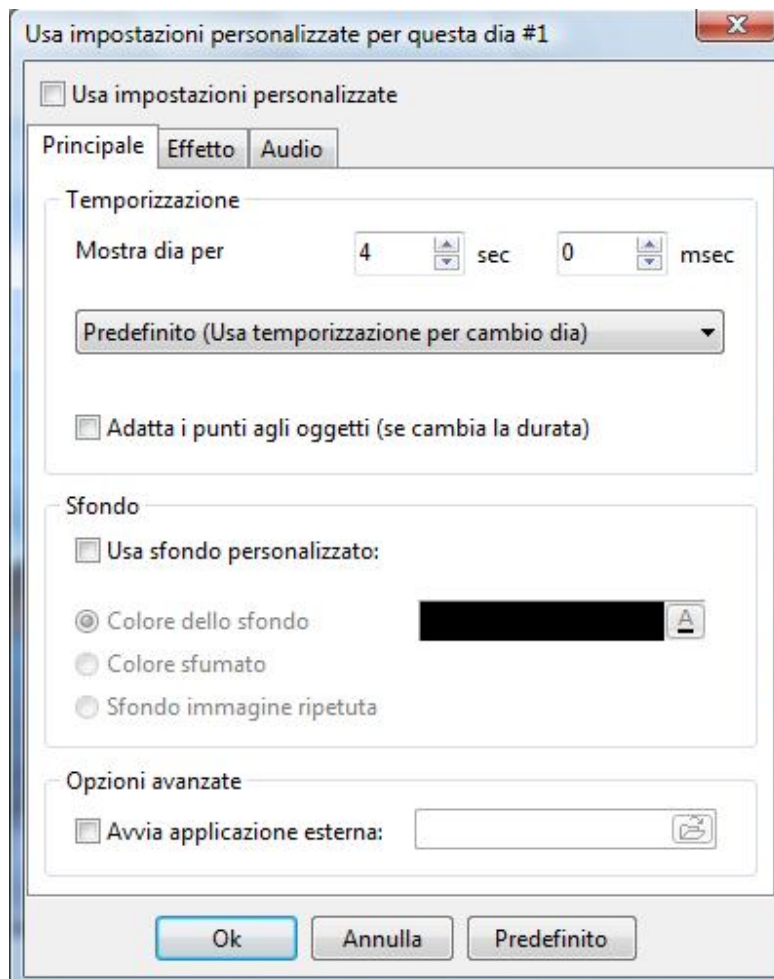 Usa impostazioni personalizzate per questa dia #1
Usa impostazioni personalizzate
Principale Effetto Audio
Temporizzazione
Mostra dia per 4 sec 0 msec
Predefinito (Usa temporizzazione per cambio dia)
Adatta i punti agli oggetti (se cambia la durata)
Sfondo
Usa sfondo personalizzato:
Colore dello sfondo A
Colore sfumato
Sfondo immagine ripetuta
Opzioni avanzate
Avvia applicazione esterna:
Ok Annulla Predefinito